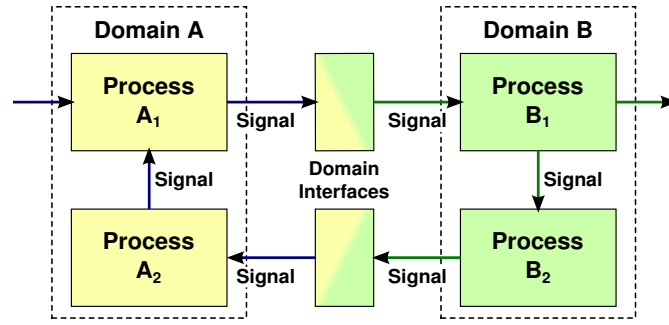 Domain A
Domain B
Process
A1
Signal
Signal
Process
B1
Signal
Domain
Interfaces
Signal
Process
A2
Signal
Signal
Process
B2